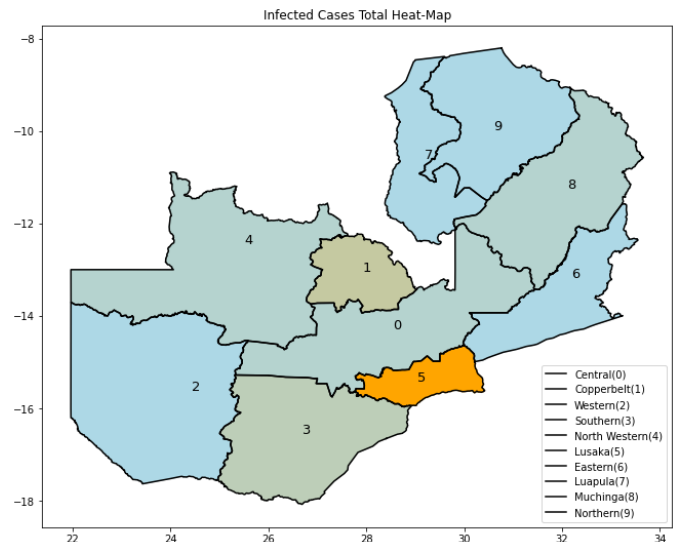 Infected Cases Total Heat-Map
−8
−10
−12
−14
−16
−18
9
7
8
4
1
6
0
5
2
3
Central(0)
Copperbelt(1)
Western(2)
Southern(3)
North Western(4)
Lusaka(5)
Eastern(6)
Luapula(7)
Muchinga(8)
Northern(9)
22 24 26 28 30 32 34